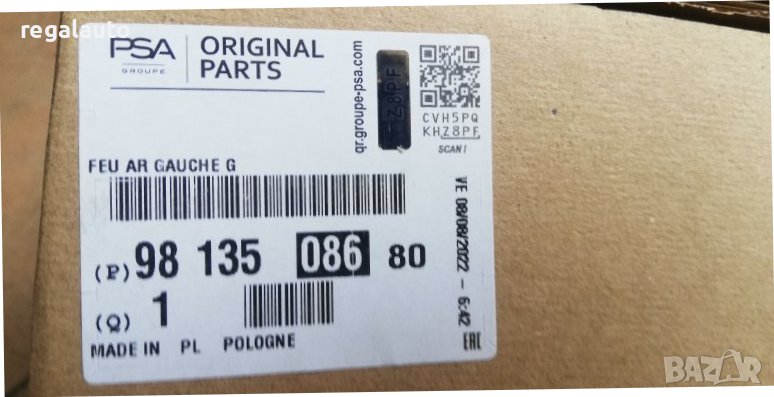 regalauto
PSA
GROUPE
ORIGINAL
PARTS
qr.groupe-psa.com
Z8PF
CVH5PQ
KHZ8PF
SCAN!
FEU AR GAUCHE G
VE 08/08/2022 - 6:42
(P) 98 135 086 80
(Q) 1
MADE IN PL POLOGNE
EAC
BAZAR